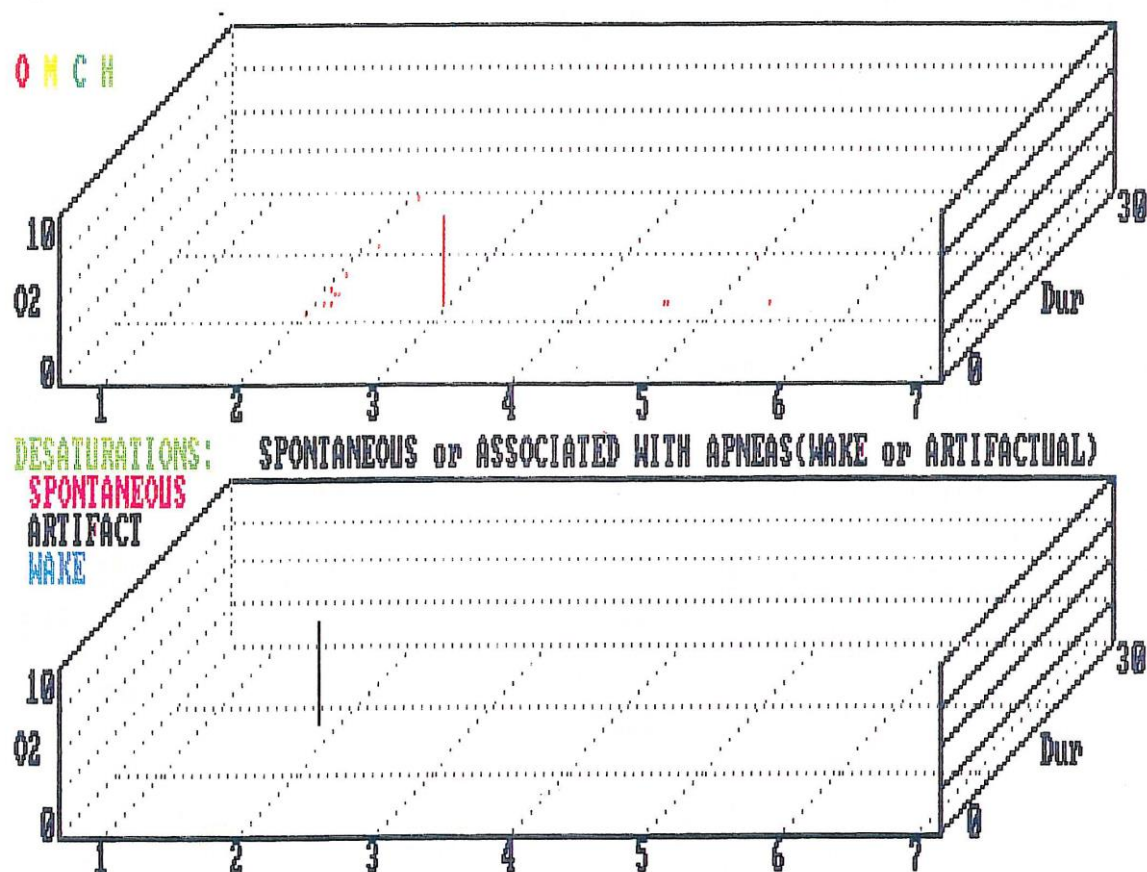 O M C H
30
10
O2
Dur
0
0
1 2 3 4 5 6 7
DESATURATIONS: SPONTANEOUS or ASSOCIATED WITH APNEAS(WAKE or ARTIFACTUAL)
SPONTANEOUS
ARTIFACT
WAKE
30
10
O2
Dur
0
0
1 2 3 4 5 6 7